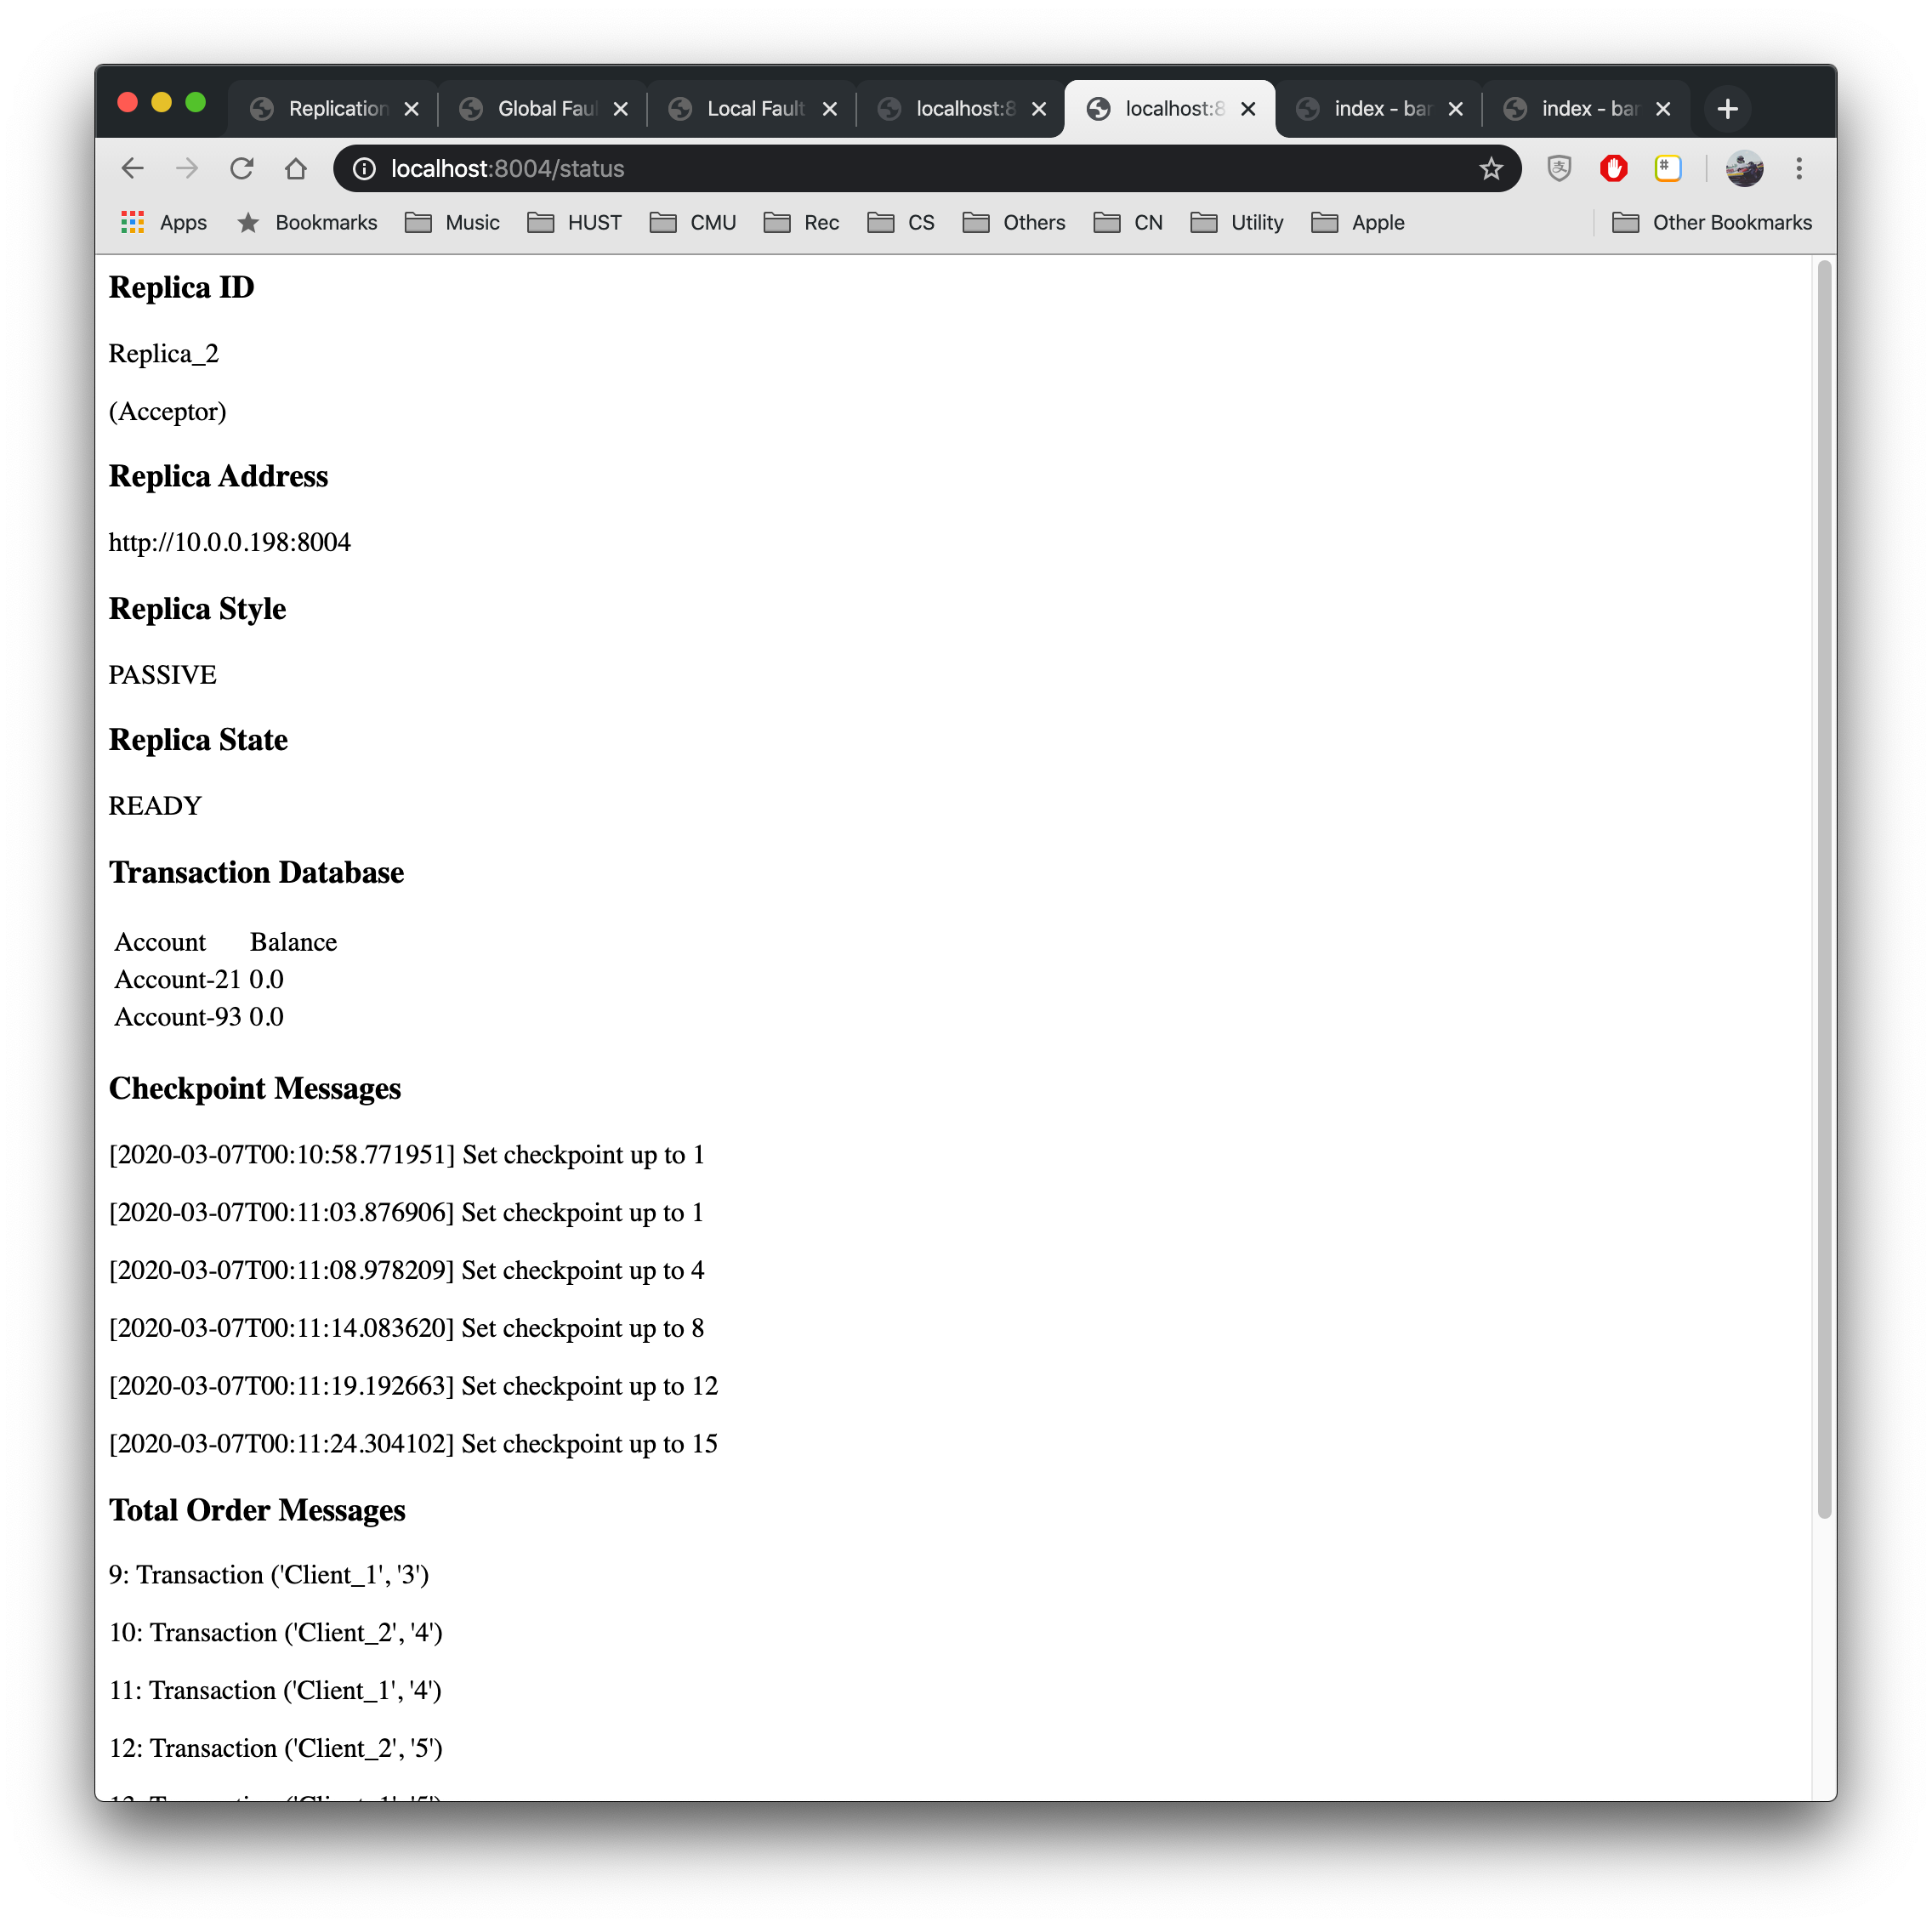 Replication
Global Faul
Local Fault
localhost:8
localhost:8
index - bar
index - bar
localhost:8004/status
Apps Bookmarks Music HUST CMU Rec CS Others CN Utility Apple Other Bookmarks
Replica ID
Replica_2
(Acceptor)
Replica Address
http://10.0.0.198:8004
Replica Style
PASSIVE
Replica State
READY
Transaction Database
Account Balance
Account-21 0.0
Account-93 0.0
Checkpoint Messages
[2020-03-07T00:10:58.771951] Set checkpoint up to 1
[2020-03-07T00:11:03.876906] Set checkpoint up to 1
[2020-03-07T00:11:08.978209] Set checkpoint up to 4
[2020-03-07T00:11:14.083620] Set checkpoint up to 8
[2020-03-07T00:11:19.192663] Set checkpoint up to 12
[2020-03-07T00:11:24.304102] Set checkpoint up to 15
Total Order Messages
9: Transaction ('Client_1', '3')
10: Transaction ('Client_2', '4')
11: Transaction ('Client_1', '4')
12: Transaction ('Client_2', '5')
13: Transaction ('Client_1', '5')